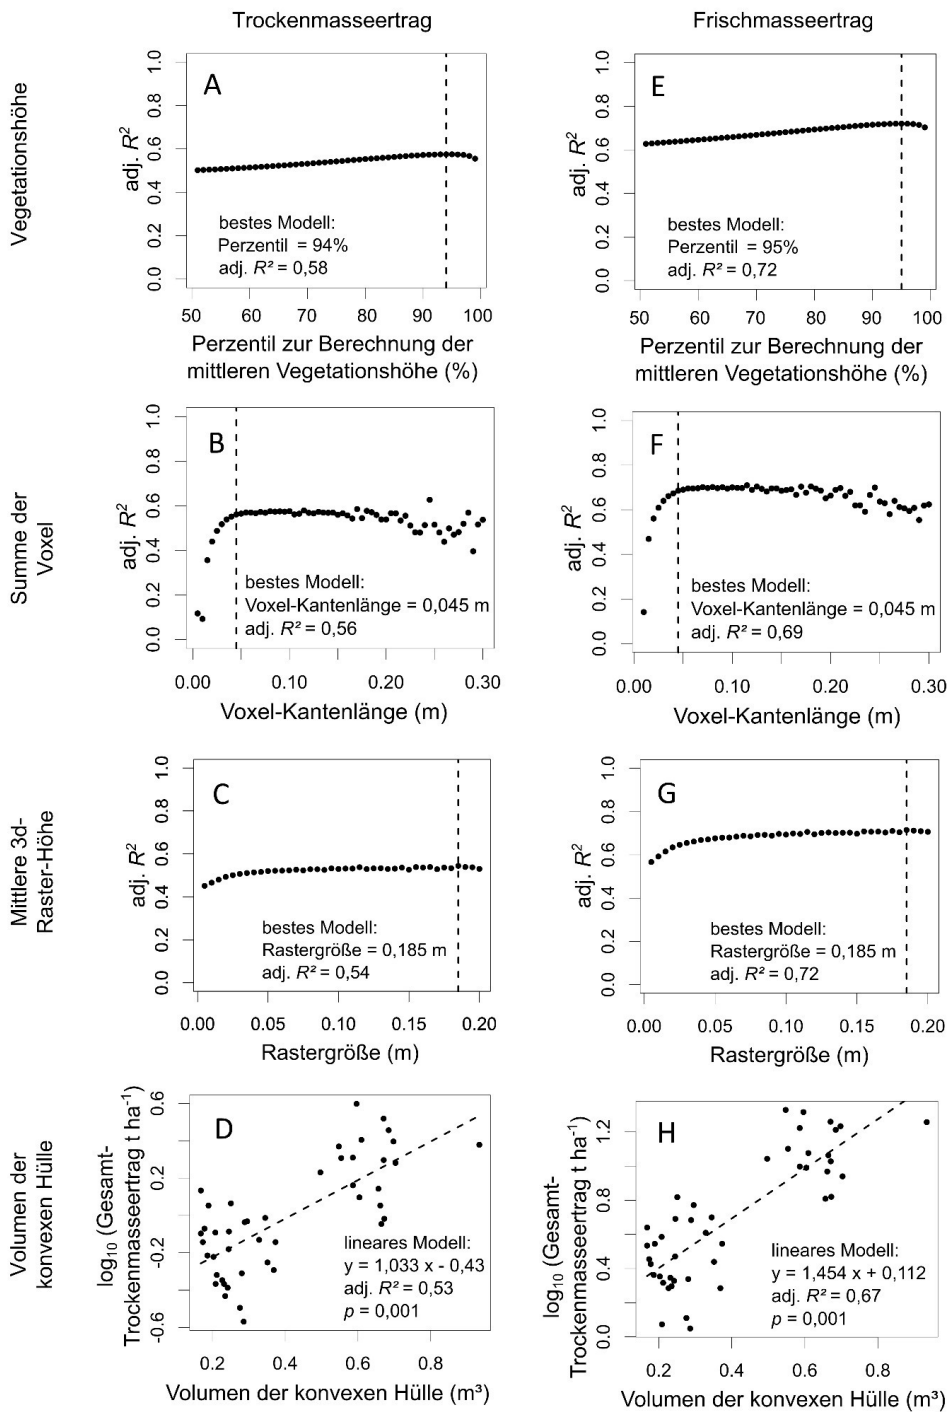 Trockenmasseertrag
Frischmasseertrag
Vegetationshöhe
A
adj. R²
1.0
0.8
0.6
0.4
0.2
0.0
bestes Modell:
Perzentil = 94%
adj. R² = 0,58
50 60 70 80 90 100
Perzentil zur Berechnung der
mittleren Vegetationshöhe (%)
E
adj. R²
1.0
0.8
0.6
0.4
0.2
0.0
bestes Modell:
Perzentil = 95%
adj. R² = 0,72
50 60 70 80 90 100
Perzentil zur Berechnung der
mittleren Vegetationshöhe (%)
Summe der
Voxel
B
adj. R²
1.0
0.8
0.6
0.4
0.2
0.0
bestes Modell:
Voxel-Kantenlänge = 0,045 m
adj. R² = 0,56
0.00 0.10 0.20 0.30
Voxel-Kantenlänge (m)
F
adj. R²
1.0
0.8
0.6
0.4
0.2
0.0
bestes Modell:
Voxel-Kantenlänge = 0,045 m
adj. R² = 0,69
0.00 0.10 0.20 0.30
Voxel-Kantenlänge (m)
Mittlere 3d-
Raster-Höhe
C
adj. R²
1.0
0.8
0.6
0.4
0.2
0.0
bestes Modell:
Rastergröße = 0,185 m
adj. R² = 0,54
0.00 0.05 0.10 0.15 0.20
Rastergröße (m)
G
adj. R²
1.0
0.8
0.6
0.4
0.2
0.0
bestes Modell:
Rastergröße = 0,185 m
adj. R² = 0,72
0.00 0.05 0.10 0.15 0.20
Rastergröße (m)
Volumen der
konvexen Hülle
D
log₁₀ (Gesamt-
Trockenmasseertrag t ha⁻¹)
0.6
0.2
-0.2
-0.6
lineares Modell:
y = 1,033 x - 0,43
adj. R² = 0,53
p = 0,001
0.2 0.4 0.6 0.8
Volumen der konvexen Hülle (m³)
H
log₁₀ (Gesamt-
Trockenmasseertrag t ha⁻¹)
1.2
0.8
0.4
0.0
lineares Modell:
y = 1,454 x + 0,112
adj. R² = 0,67
p = 0,001
0.2 0.4 0.6 0.8
Volumen der konvexen Hülle (m³)